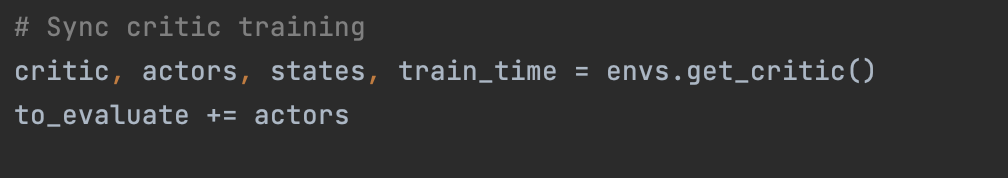 # Sync critic training
critic, actors, states, train_time = envs.get_critic()
to_evaluate += actors